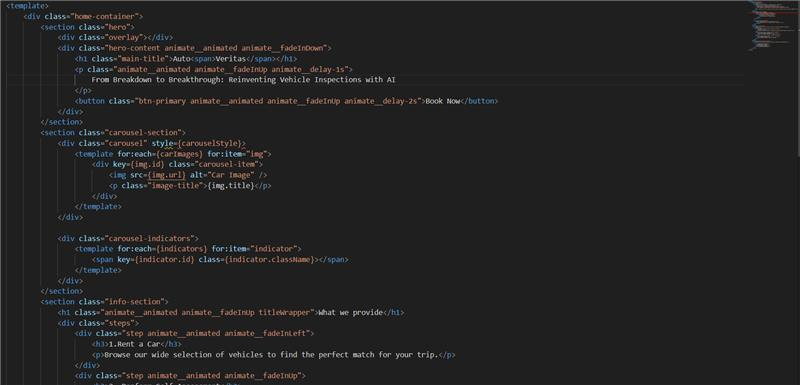 <template>
<div class="home-container">
<section class="hero">
<div class="overlay"></div>
<div class="hero-content animate__animated animate__fadeInDown">
<h1 class="main-title">Auto<span>Veritas</span></h1>
<p class="animate__animated animate__fadeInUp animate__delay-1s">
From Breakdown to Breakthrough: Reinventing Vehicle Inspections with AI
</p>
<button class="btn-primary animate__animated animate__fadeInUp animate__delay-2s">Book Now</button>
</div>
</section>
<section class="carousel-section">
<div class="carousel" style={carouselStyle}>
<template for:each={carImages} for:item="img">
<div key={img.id} class="carousel-item">
<img src={img.url} alt="Car Image" />
<p class="image-title">{img.title}</p>
</div>
</template>
</div>
<div class="carousel-indicators">
<template for:each={indicators} for:item="indicator">
<span key={indicator.id} class={indicator.className}></span>
</template>
</div>
</section>
<section class="info-section">
<h1 class="animate__animated animate__fadeInUp titleWrapper">What we provide</h1>
<div class="steps">
<div class="step animate__animated animate__fadeInLeft">
<h3>1.Rent a Car</h3>
<p>Browse our wide selection of vehicles to find the perfect match for your trip.</p>
</div>
<div class="step animate__animated animate__fadeInUp">